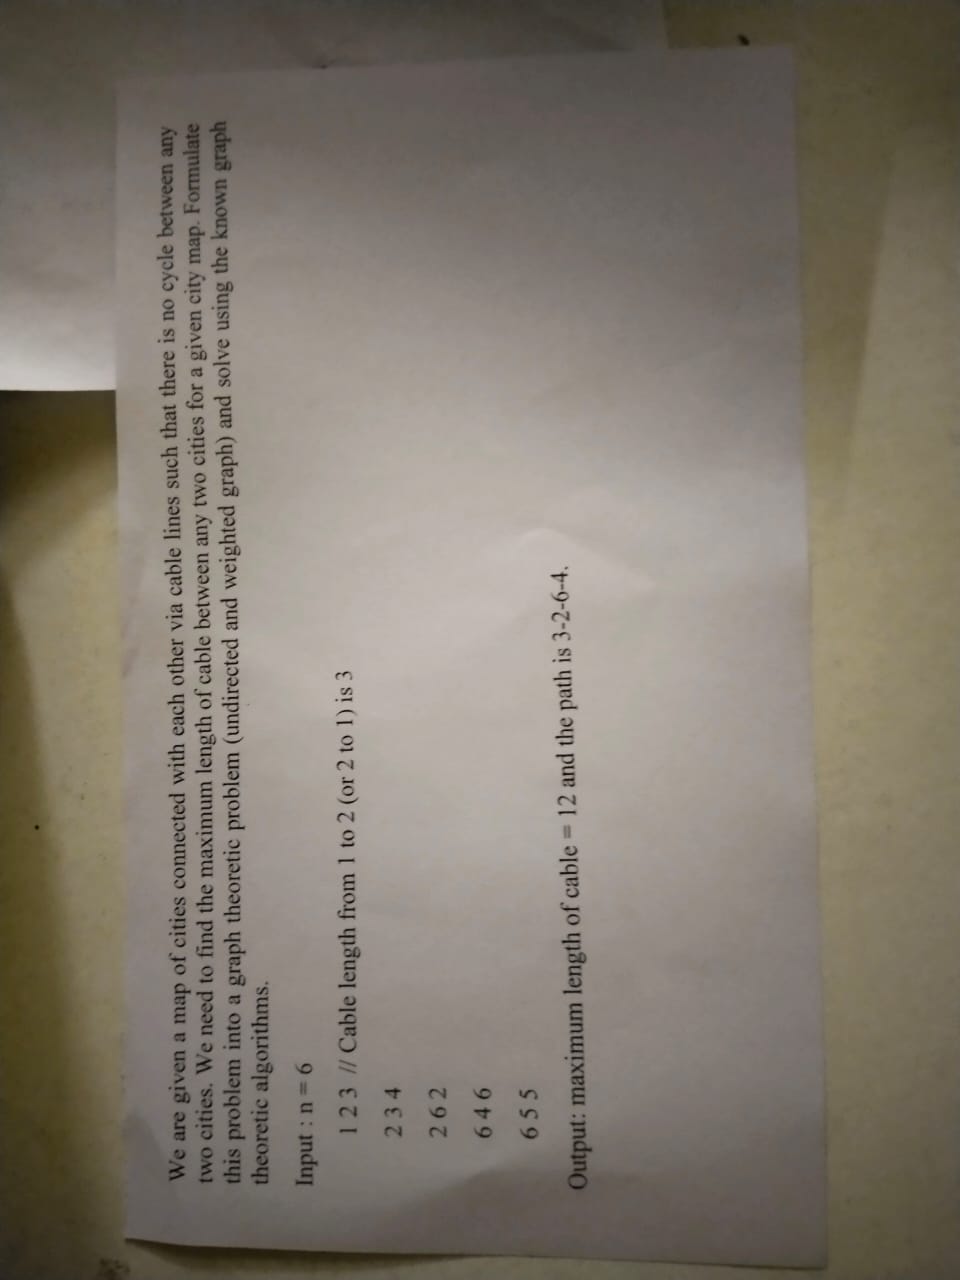 We are given a map of cities connected with each other via cable lines such that there is no cycle between any
two cities. We need to find the maximum length of cable between any two cities for a given city map. Formulate
this problem into a graph theoretic problem (undirected and weighted graph) and solve using the known graph
theoretic algorithms.
Input : n = 6
1 2 3 // Cable length from 1 to 2 (or 2 to 1) is 3
2 3 4
2 6 2
6 4 6
6 5 5
Output: maximum length of cable = 12 and the path is 3-2-6-4.